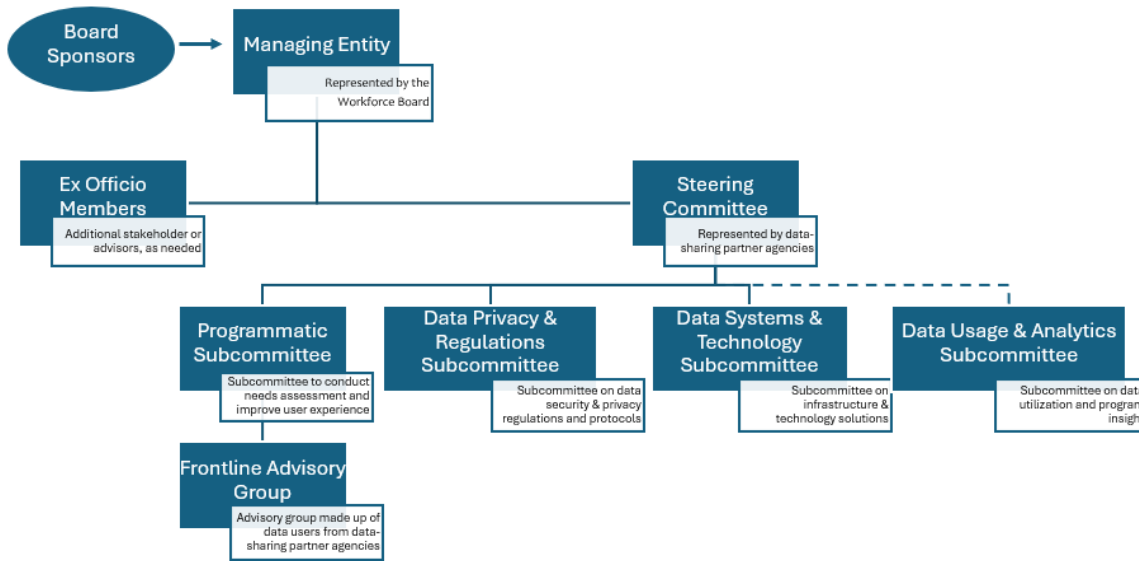 Board
Sponsors
Managing Entity
Represented by the
Workforce Board
Ex Officio
Members
Additional stakeholder or
advisors, as needed
Steering
Committee
Represented by data-
sharing partner agencies
Programmatic
Subcommittee
Subcommittee to conduct
needs assessment and
improve user experience
Data Privacy &
Regulations
Subcommittee
Subcommittee on data
security & privacy
regulations and protocols
Data Systems &
Technology
Subcommittee
Subcommittee on
infrastructure &
technology solutions
Data Usage & Analytics
Subcommittee
Subcommittee on data
utilization and program
insigh
Frontline Advisory
Group
Advisory group made up of
data users from data-
sharing partner agencies